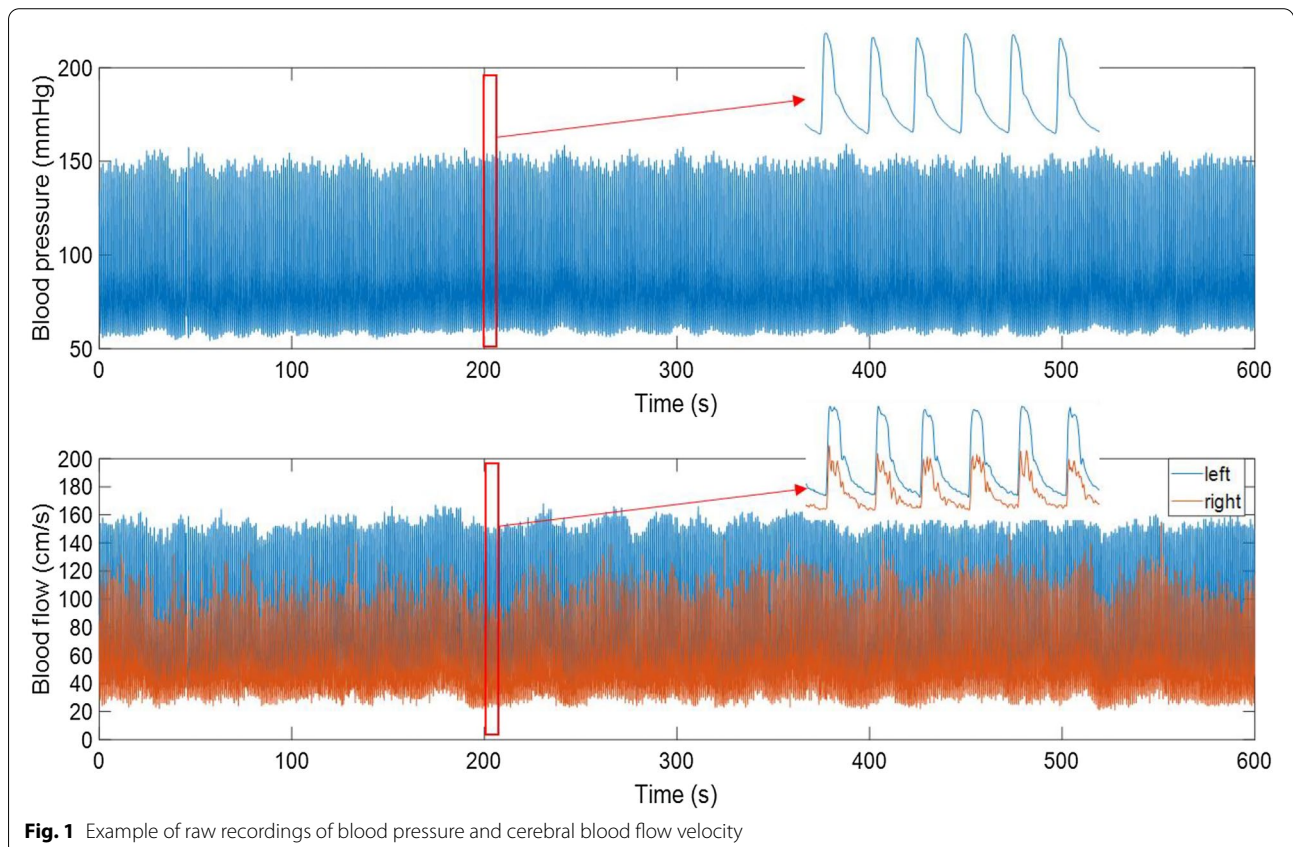 200
150
100
50
Blood pressure (mmHg)
0 100 200 300 400 500 600
Time (s)
200
180
160
140
120
100
80
60
40
20
0
Blood flow (cm/s)
left
right
0 100 200 300 400 500 600
Time (s)
Fig. 1 Example of raw recordings of blood pressure and cerebral blood flow velocity